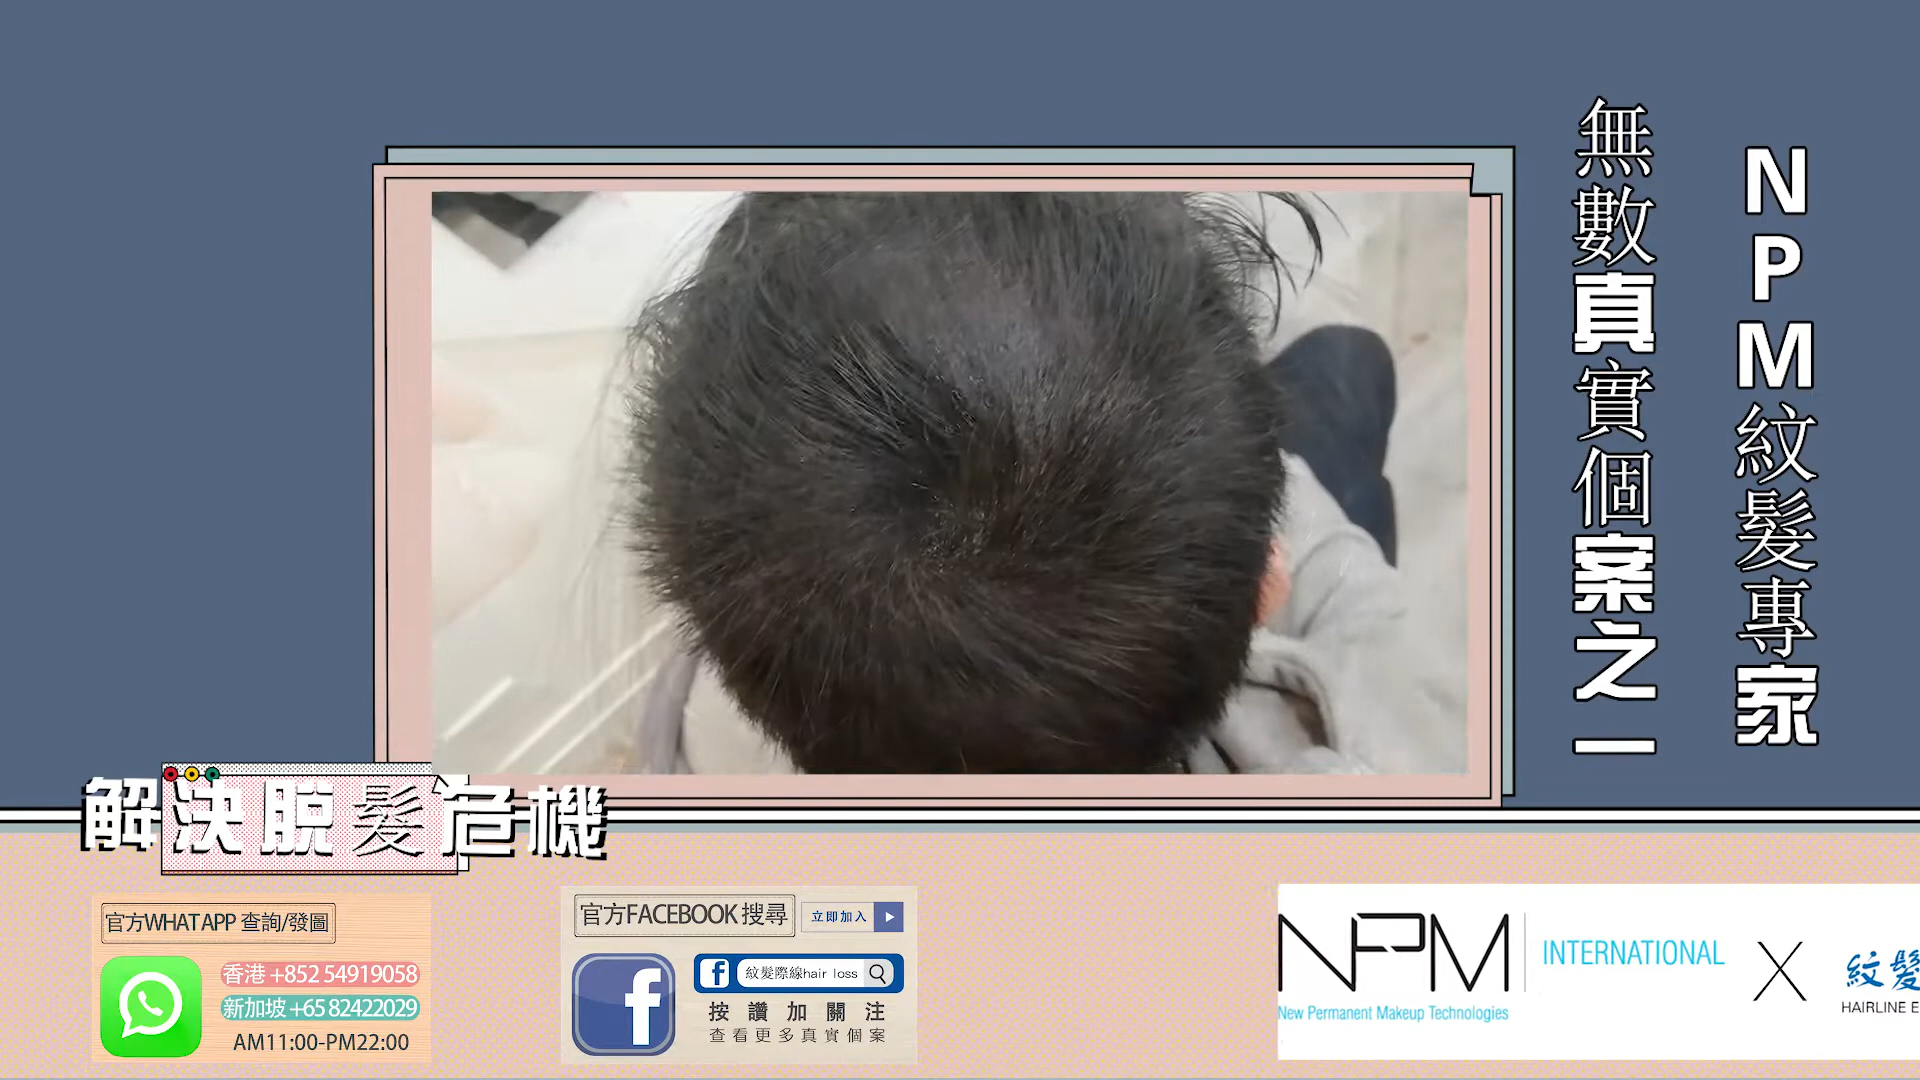 NPM紋髮專家
無數真實個案之一
解決脫髮危機
官方WHATAPP 查詢/發圖
香港 +852 54919058
新加坡 +65 82422029
AM11:00-PM22:00
官方FACEBOOK 搜尋
立即加入
紋髮際線hair loss
按讚加關注
查看更多真實個案
NPM
INTERNATIONAL
New Permanent Makeup Technologies
X
紋髮
HAIRLINE E